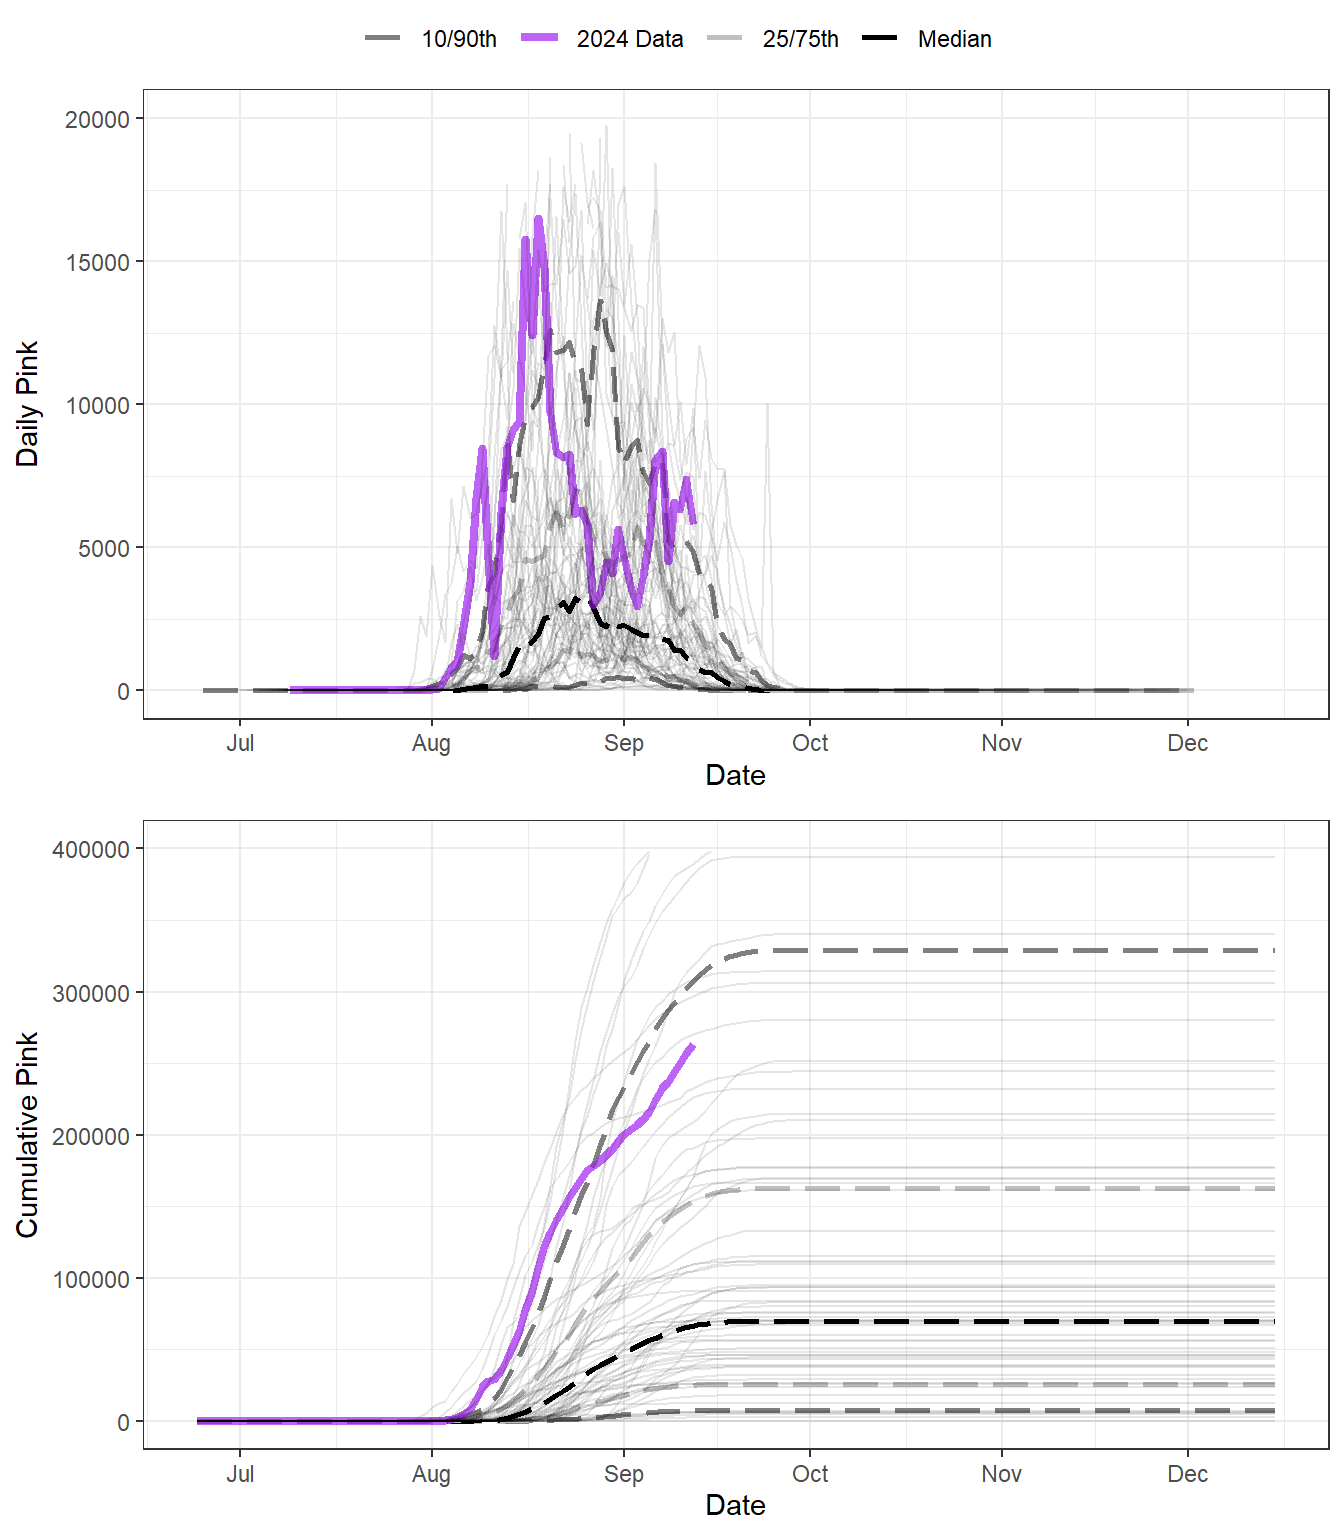 10/90th 2024 Data 25/75th Median
20000
15000
10000
5000
0
Daily Pink
Jul Aug Sep Oct Nov Dec
Date
400000
300000
200000
100000
0
Cumulative Pink
Jul Aug Sep Oct Nov Dec
Date